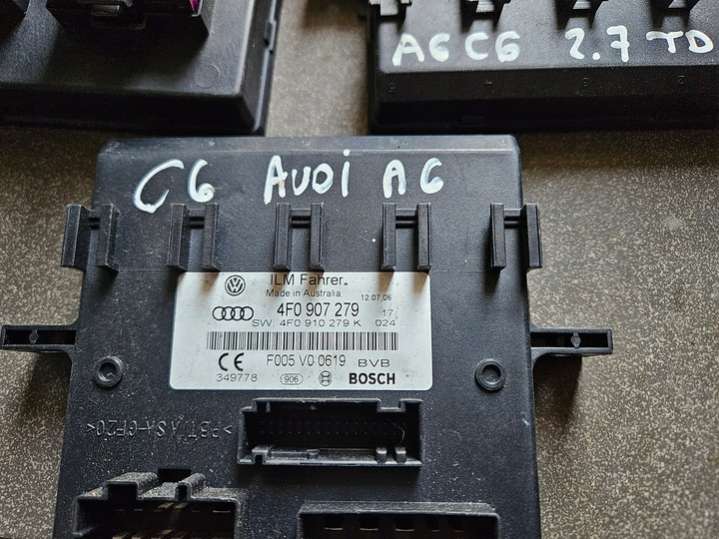 A6 C6 2.7 TD
C6 AUDI A6
ILM Fahrer.
Made in Australia 12.07.06
4F0 907 279 17
SW: 4F0 910 279 K 024
F005 V0 0619 BVB
CE 349778 906 BOSCH
>PBT/ASA-GF20<